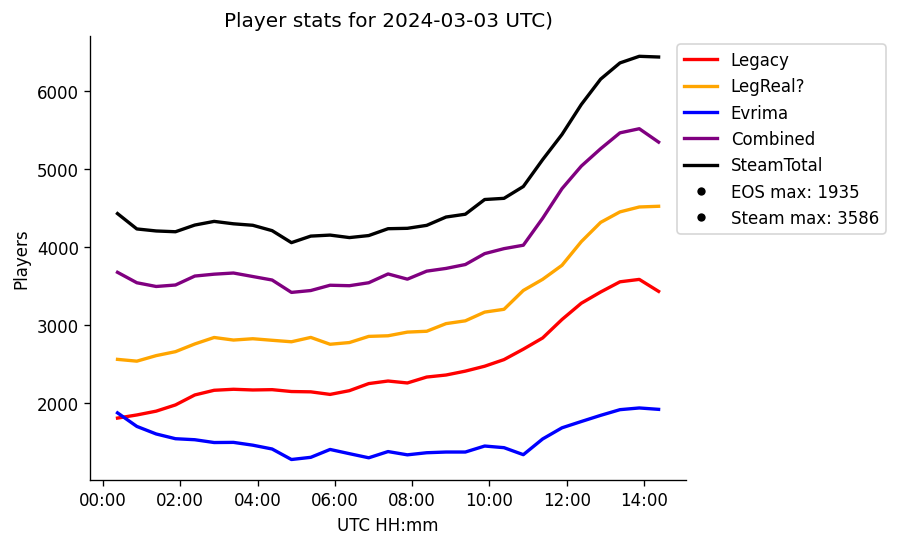 Player stats for 2024-03-03 UTC)
Players
6000
5000
4000
3000
2000
00:00 02:00 04:00 06:00 08:00 10:00 12:00 14:00
UTC HH:mm
Legacy
LegReal?
Evrima
Combined
SteamTotal
EOS max: 1935
Steam max: 3586